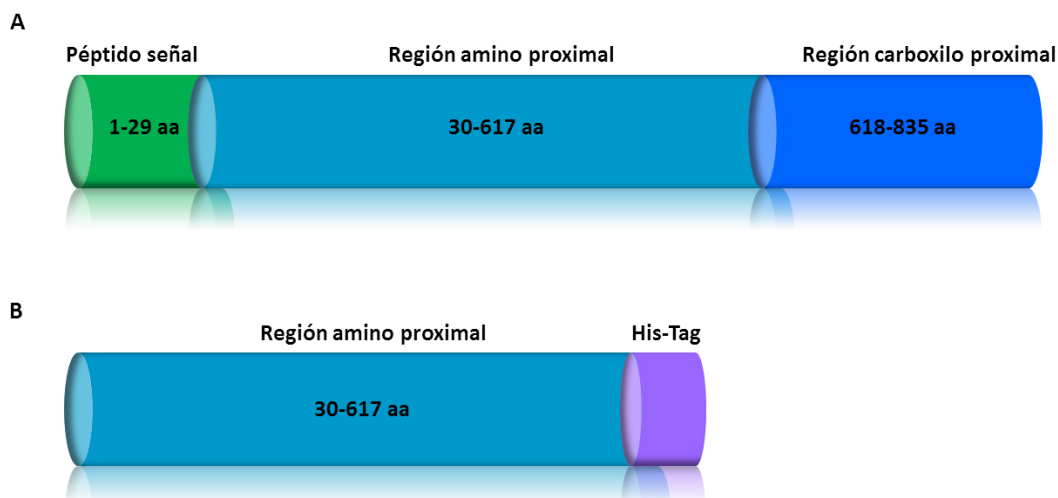 A
Péptido señal Región amino proximal Región carboxilo proximal
1-29 aa 30-617 aa 618-835 aa
B
Región amino proximal His-Tag
30-617 aa